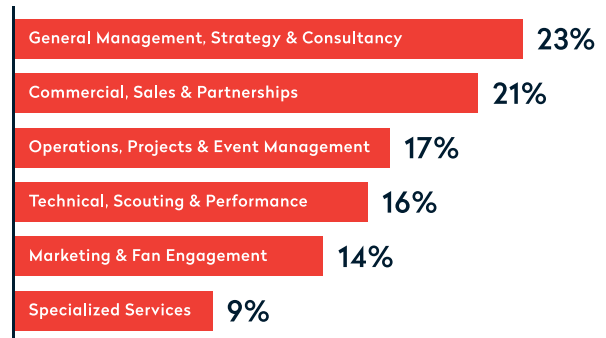 General Management, Strategy & Consultancy 23%
Commercial, Sales & Partnerships 21%
Operations, Projects & Event Management 17%
Technical, Scouting & Performance 16%
Marketing & Fan Engagement 14%
Specialized Services 9%